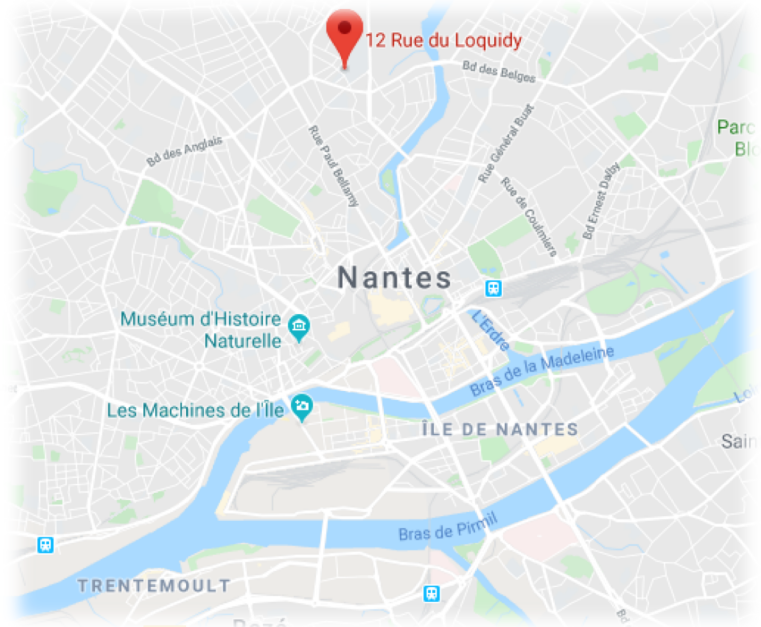 12 Rue du Loquidy
Bd des Belges
Parc
Rue Général Buat
Bd des Anglais
Rue Paul Bellamy
Rue de Coulmiers
Bd Ernest Dalby
Nantes
Muséum d'Histoire
Naturelle
L'Erdre
Bras de la Madeleine
Les Machines de l'Île
ÎLE DE NANTES
Bras de Pirmil
TRENTEMOULT
Bd